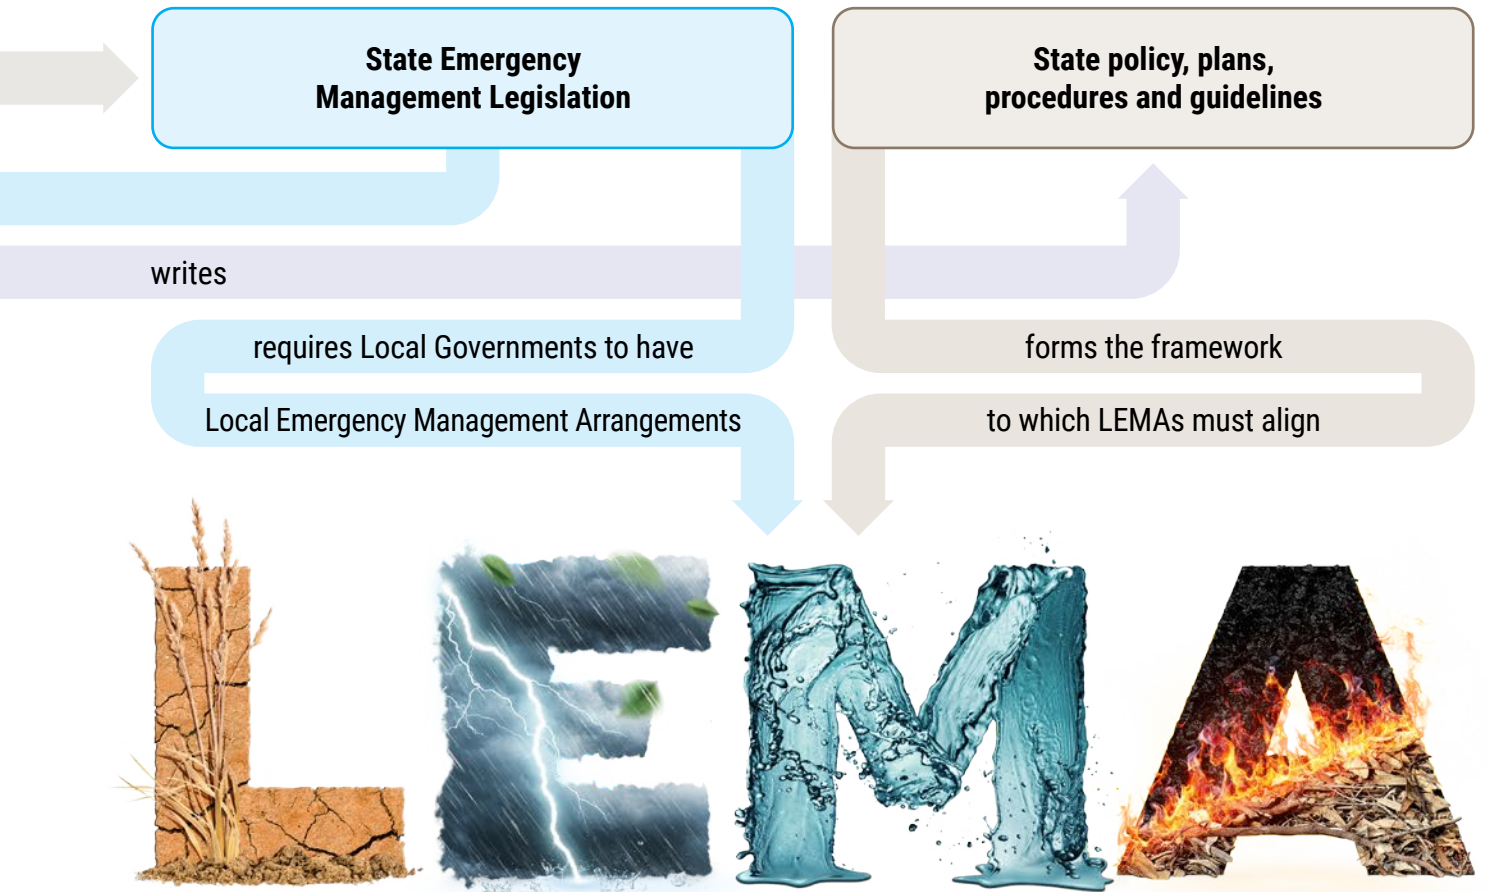 State Emergency
Management Legislation
State policy, plans,
procedures and guidelines
writes
requires Local Governments to have
Local Emergency Management Arrangements
forms the framework
to which LEMAs must align
LEMA